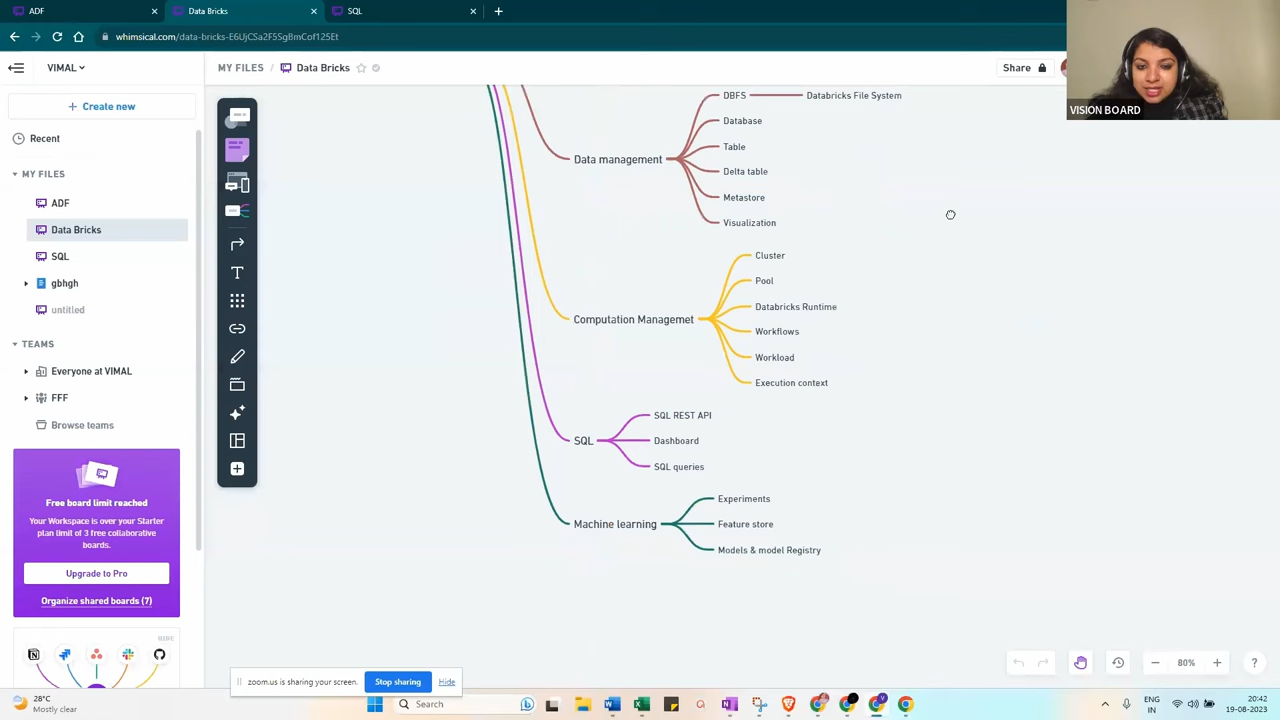 ADF
Data Bricks
SQL
whimsical.com/data-bricks-E6UjCSa2F5SgBmCof125Et
VIMAL
MY FILES / Data Bricks
Share
VISION BOARD
+ Create new
Recent
MY FILES
ADF
Data Bricks
SQL
gbhgh
untitled
TEAMS
Everyone at VIMAL
FFF
Browse teams
Free board limit reached
Your Workspace is over your Starter
plan limit of 3 free collaborative
boards.
Upgrade to Pro
Organize shared boards (7)
HIDE
DBFS
Databricks File System
Database
Table
Delta table
Metastore
Visualization
Data management
Cluster
Pool
Databricks Runtime
Workflows
Workload
Execution context
Computation Managemet
SQL REST API
Dashboard
SQL queries
SQL
Experiments
Feature store
Models & model Registry
Machine learning
80%
?
zoom.us is sharing your screen.
Stop sharing
Hide
28°C
Mostly clear
Search
ENG
IN
20:42
19-08-2023